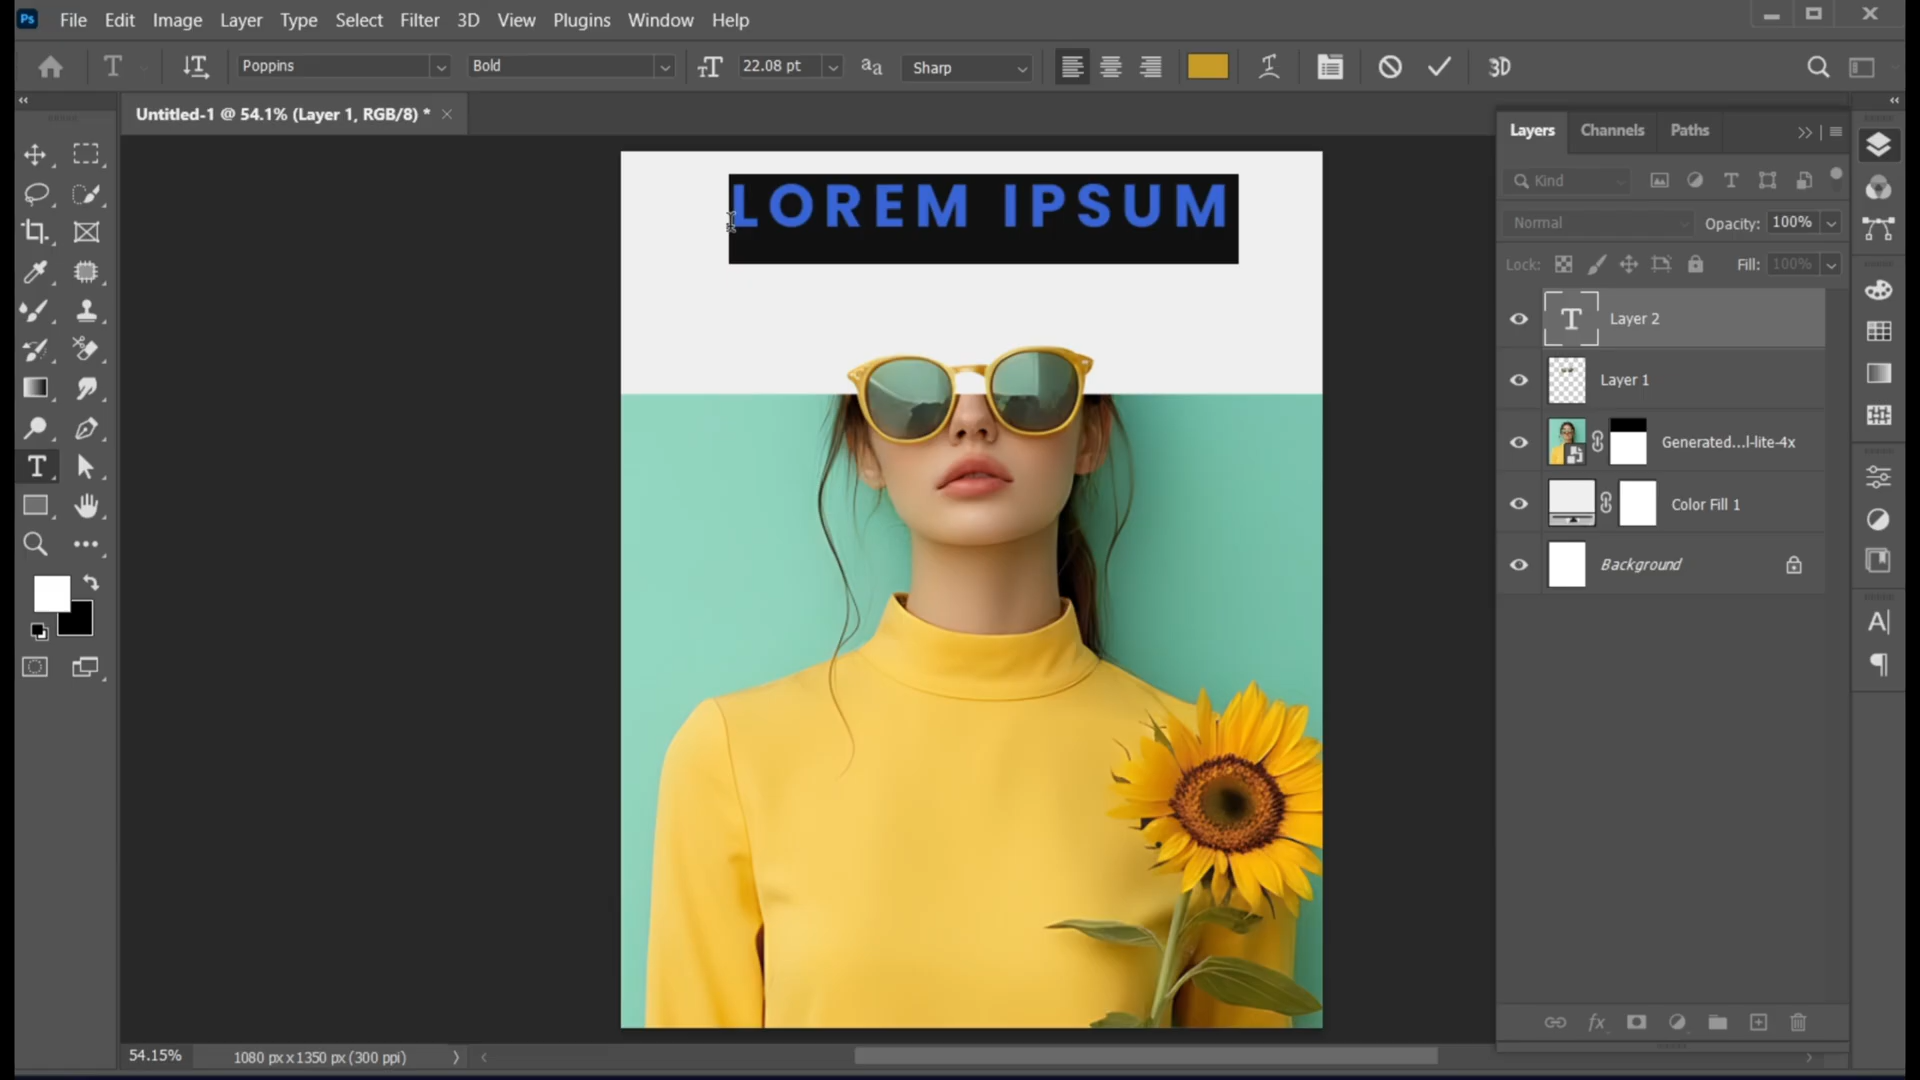 Ps File Edit Image Layer Type Select Filter 3D View Plugins Window Help
T Poppins Bold 22.08 pt aa Sharp 3D
Untitled-1 @ 54.1% (Layer 1, RGB/8) *
LOREM IPSUM
Layers Channels Paths
Kind
Normal Opacity: 100%
Lock: Fill: 100%
T Layer 2
Layer 1
Generated...l-lite-4x
Color Fill 1
Background
54.15% 1080 px x 1350 px (300 ppi)